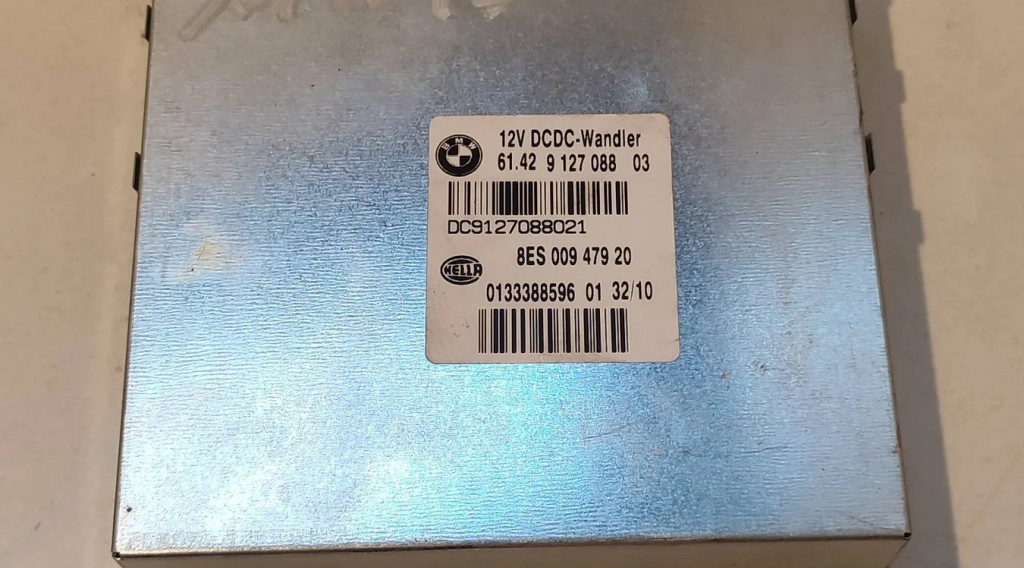 12V DCDC-Wandler
BMW
61.42 9 127 088 03
DC9127088021
8ES 009 479 20
HELLA
0133388596 01 32/10